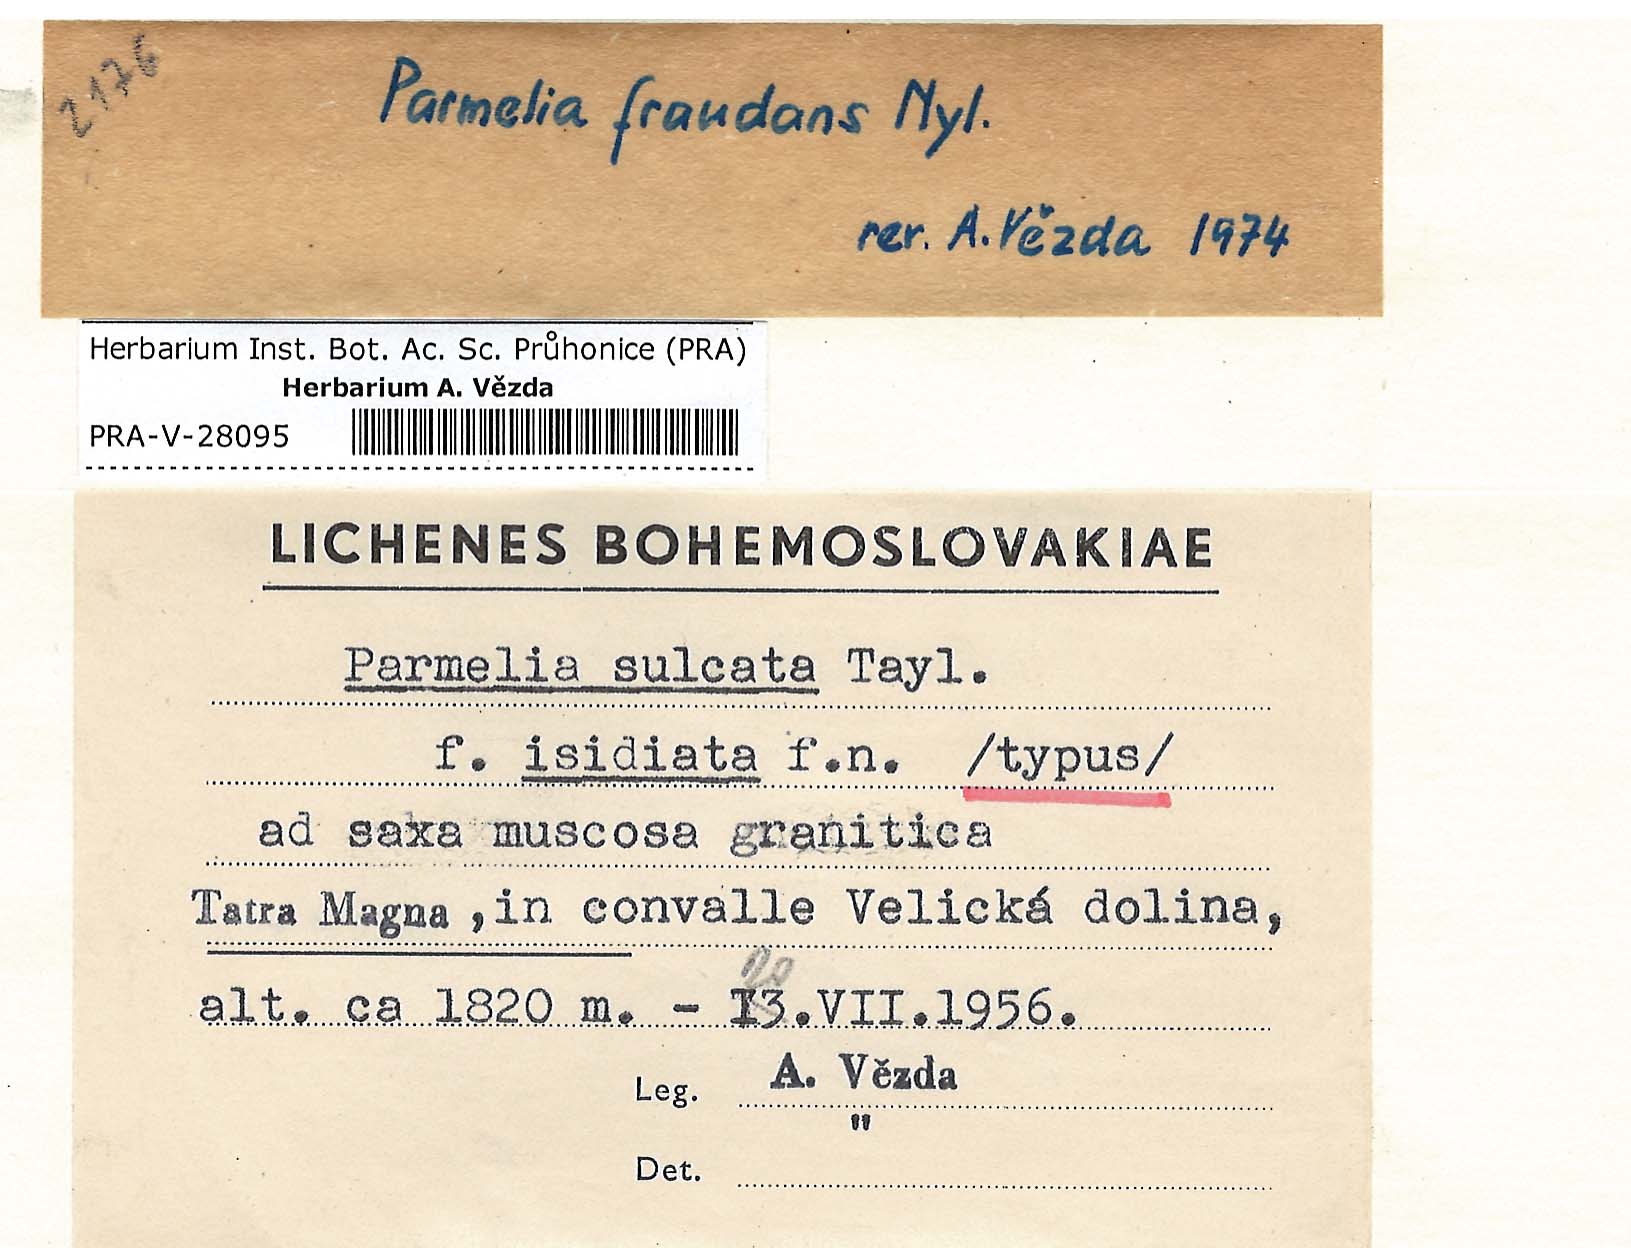 2176
Parmelia fraudans Nyl.
rev. A. Vězda 1974
Herbarium Inst. Bot. Ac. Sc. Průhonice (PRA)
Herbarium A. Vězda
PRA-V-28095
LICHENES BOHEMOSLOVAKIAE
Parmelia sulcata Tayl.
f. isidiata f.n. /typus/
ad saxa muscosa granitica
Tatra Magna , in convalle Velická dolina,
alt. ca 1820 m. - 13.VII.1956.
Leg. A. Vězda
Det. "